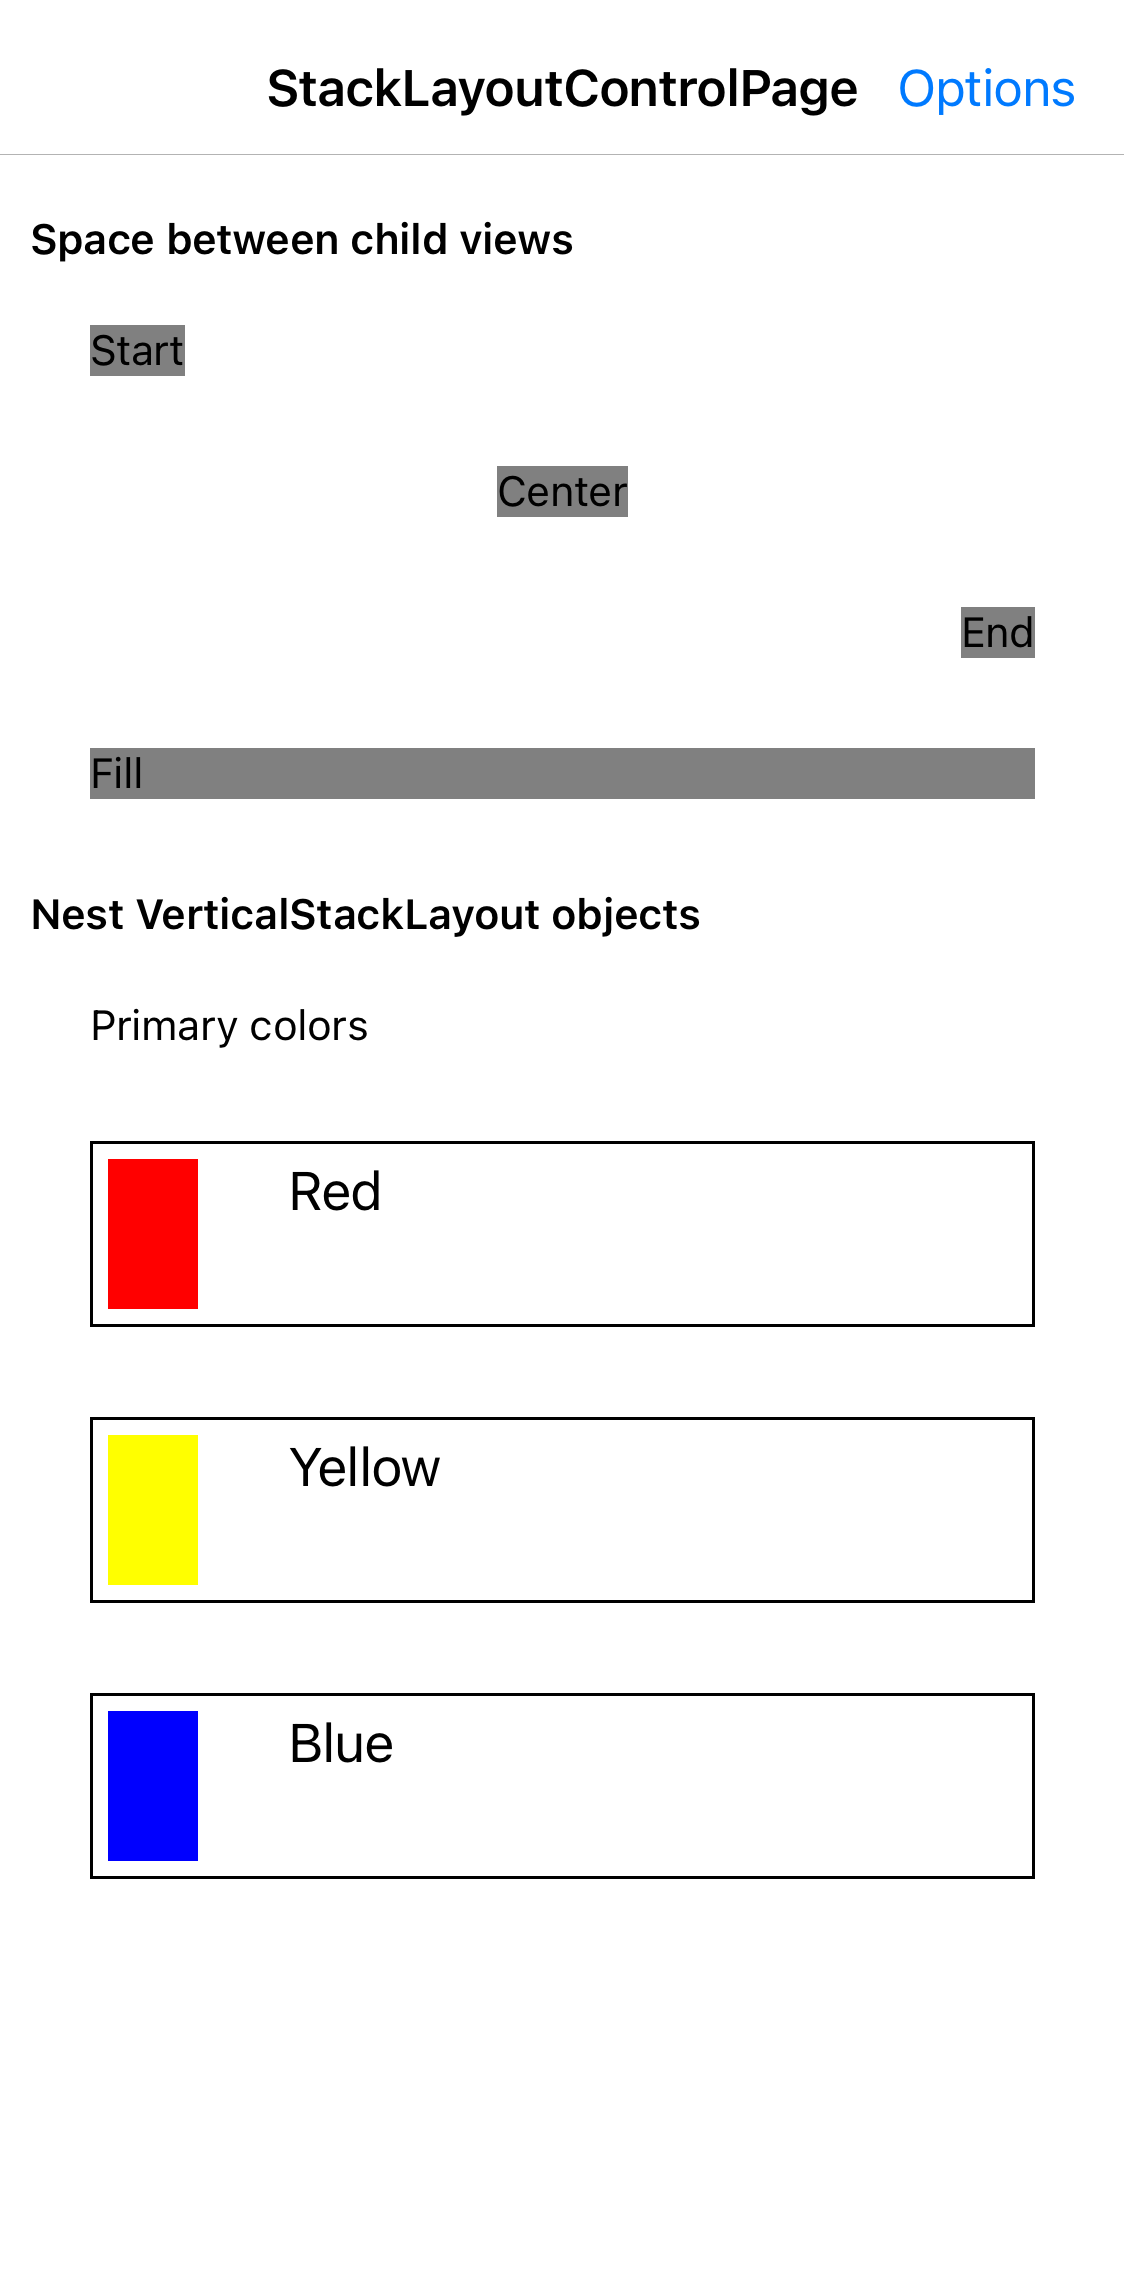 StackLayoutControlPage Options
Space between child views
Start
Center
End
Fill
Nest VerticalStackLayout objects
Primary colors
Red
Yellow
Blue